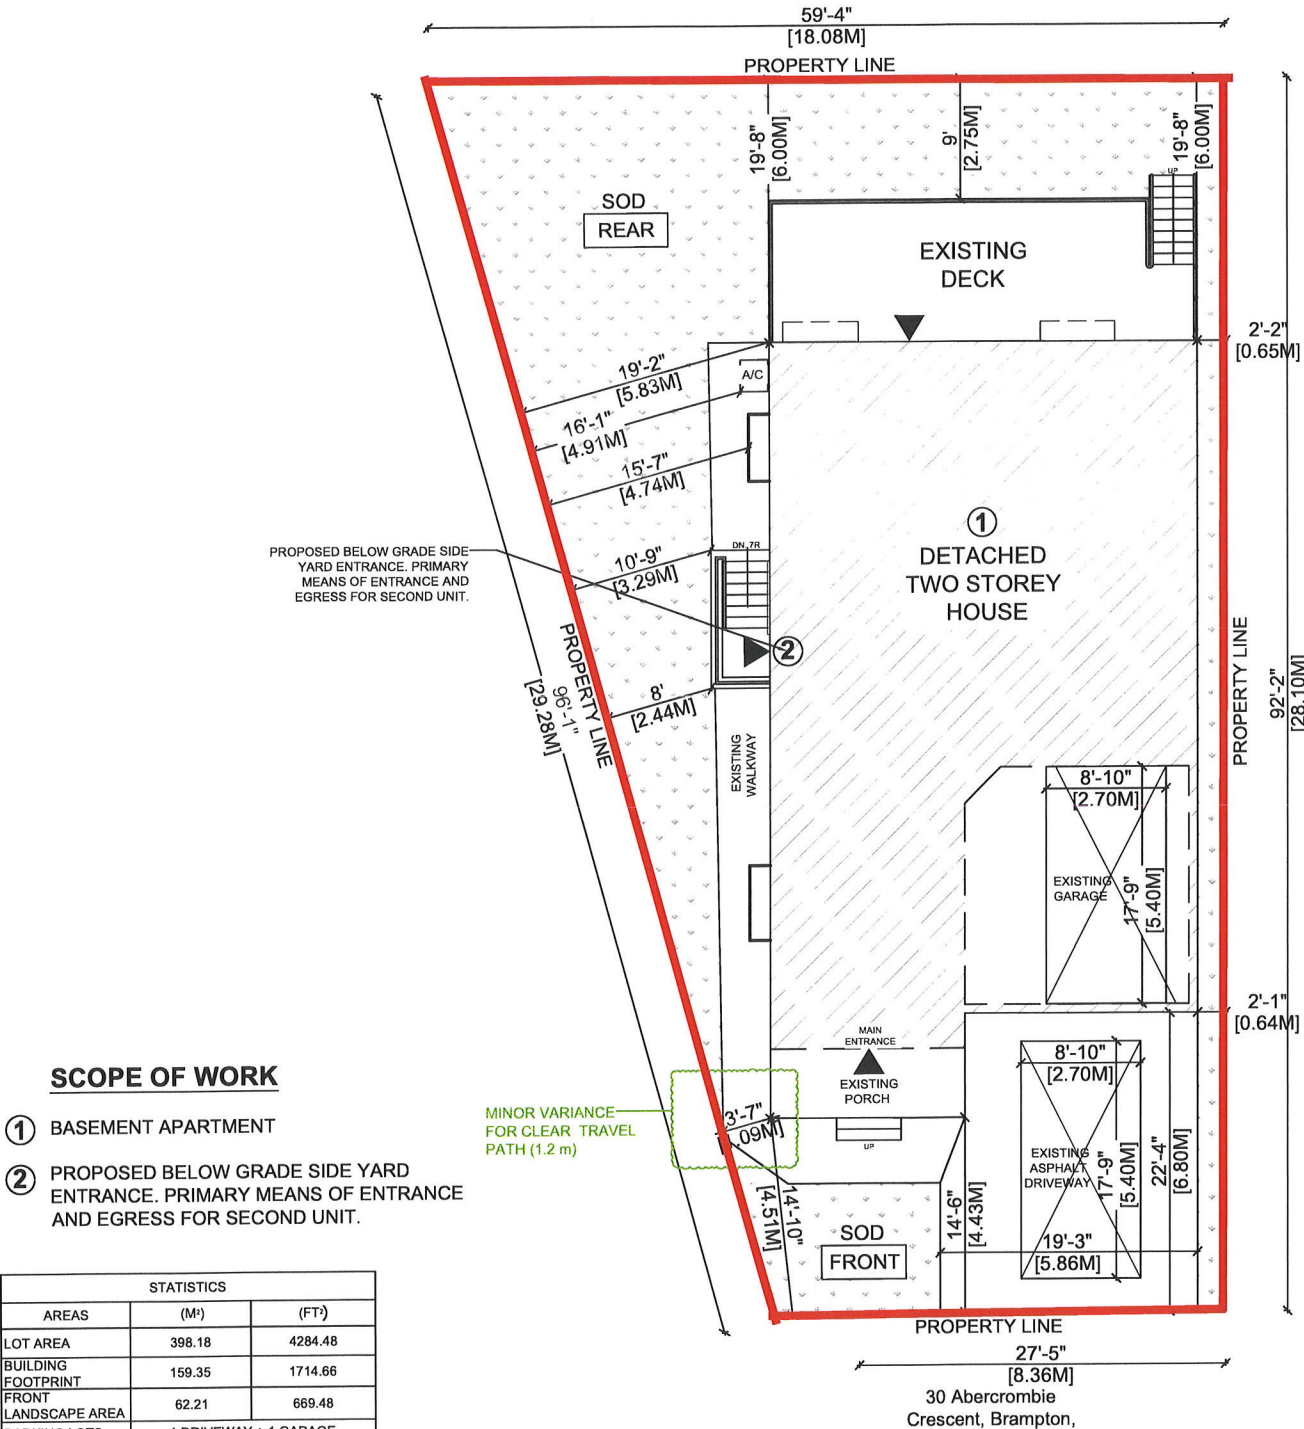 59'-4"
[18.08M]
PROPERTY LINE
19'-8"
[6.00M]
9'
[2.75M]
19'-8"
[6.00M]
UP
SOD
REAR
EXISTING
DECK
2'-2"
[0.65M]
19'-2"
[5.83M]
A/C
16'-1"
[4.91M]
15'-7"
[4.74M]
1
DETACHED
TWO STOREY
HOUSE
PROPOSED BELOW GRADE SIDE
YARD ENTRANCE. PRIMARY
MEANS OF ENTRANCE AND
EGRESS FOR SECOND UNIT.
DN. 7R
10'-9"
[3.29M]
2
PROPERTY LINE
96'-1"
[29.28M]
8'
[2.44M]
EXISTING
WALKWAY
PROPERTY LINE
92'-2"
[28.10M]
8'-10"
[2.70M]
EXISTING
GARAGE
17'-9"
[5.40M]
2'-1"
[0.64M]
MAIN
ENTRANCE
EXISTING
PORCH
UP
8'-10"
[2.70M]
EXISTING
ASPHALT
DRIVEWAY
17'-9"
[5.40M]
22'-4"
[6.80M]
MINOR VARIANCE
FOR CLEAR TRAVEL
PATH (1.2 m)
3'-7"
.09M]
14'-10"
[4.51M]
14'-6"
[4.43M]
19'-3"
[5.86M]
SOD
FRONT
PROPERTY LINE
27'-5"
[8.36M]
30 Abercrombie
Crescent, Brampton,
SCOPE OF WORK
1 BASEMENT APARTMENT
2 PROPOSED BELOW GRADE SIDE YARD
ENTRANCE. PRIMARY MEANS OF ENTRANCE
AND EGRESS FOR SECOND UNIT.
STATISTICS
AREAS (M²) (FT²)
LOT AREA 398.18 4284.48
BUILDING
FOOTPRINT 159.35 1714.66
FRONT
LANDSCAPE AREA 62.21 669.48